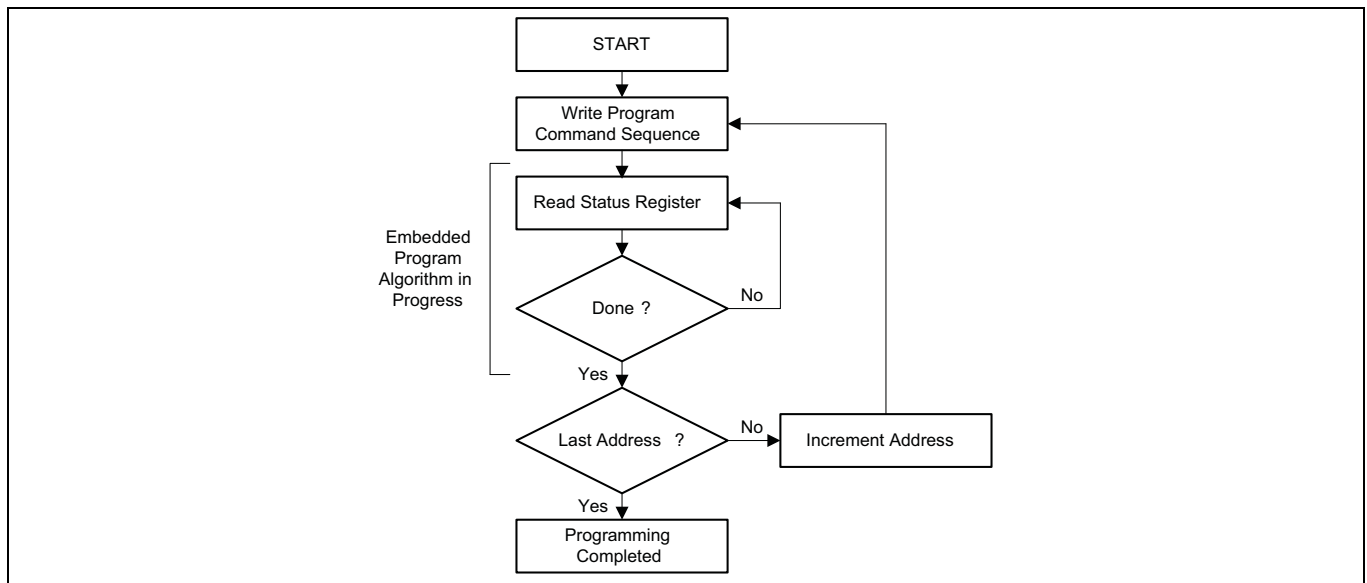 START
Write Program
Command Sequence
Read Status Register
Embedded
Program
Algorithm in
Progress
Done ?
No
Yes
Last Address ?
No
Increment Address
Yes
Programming
Completed